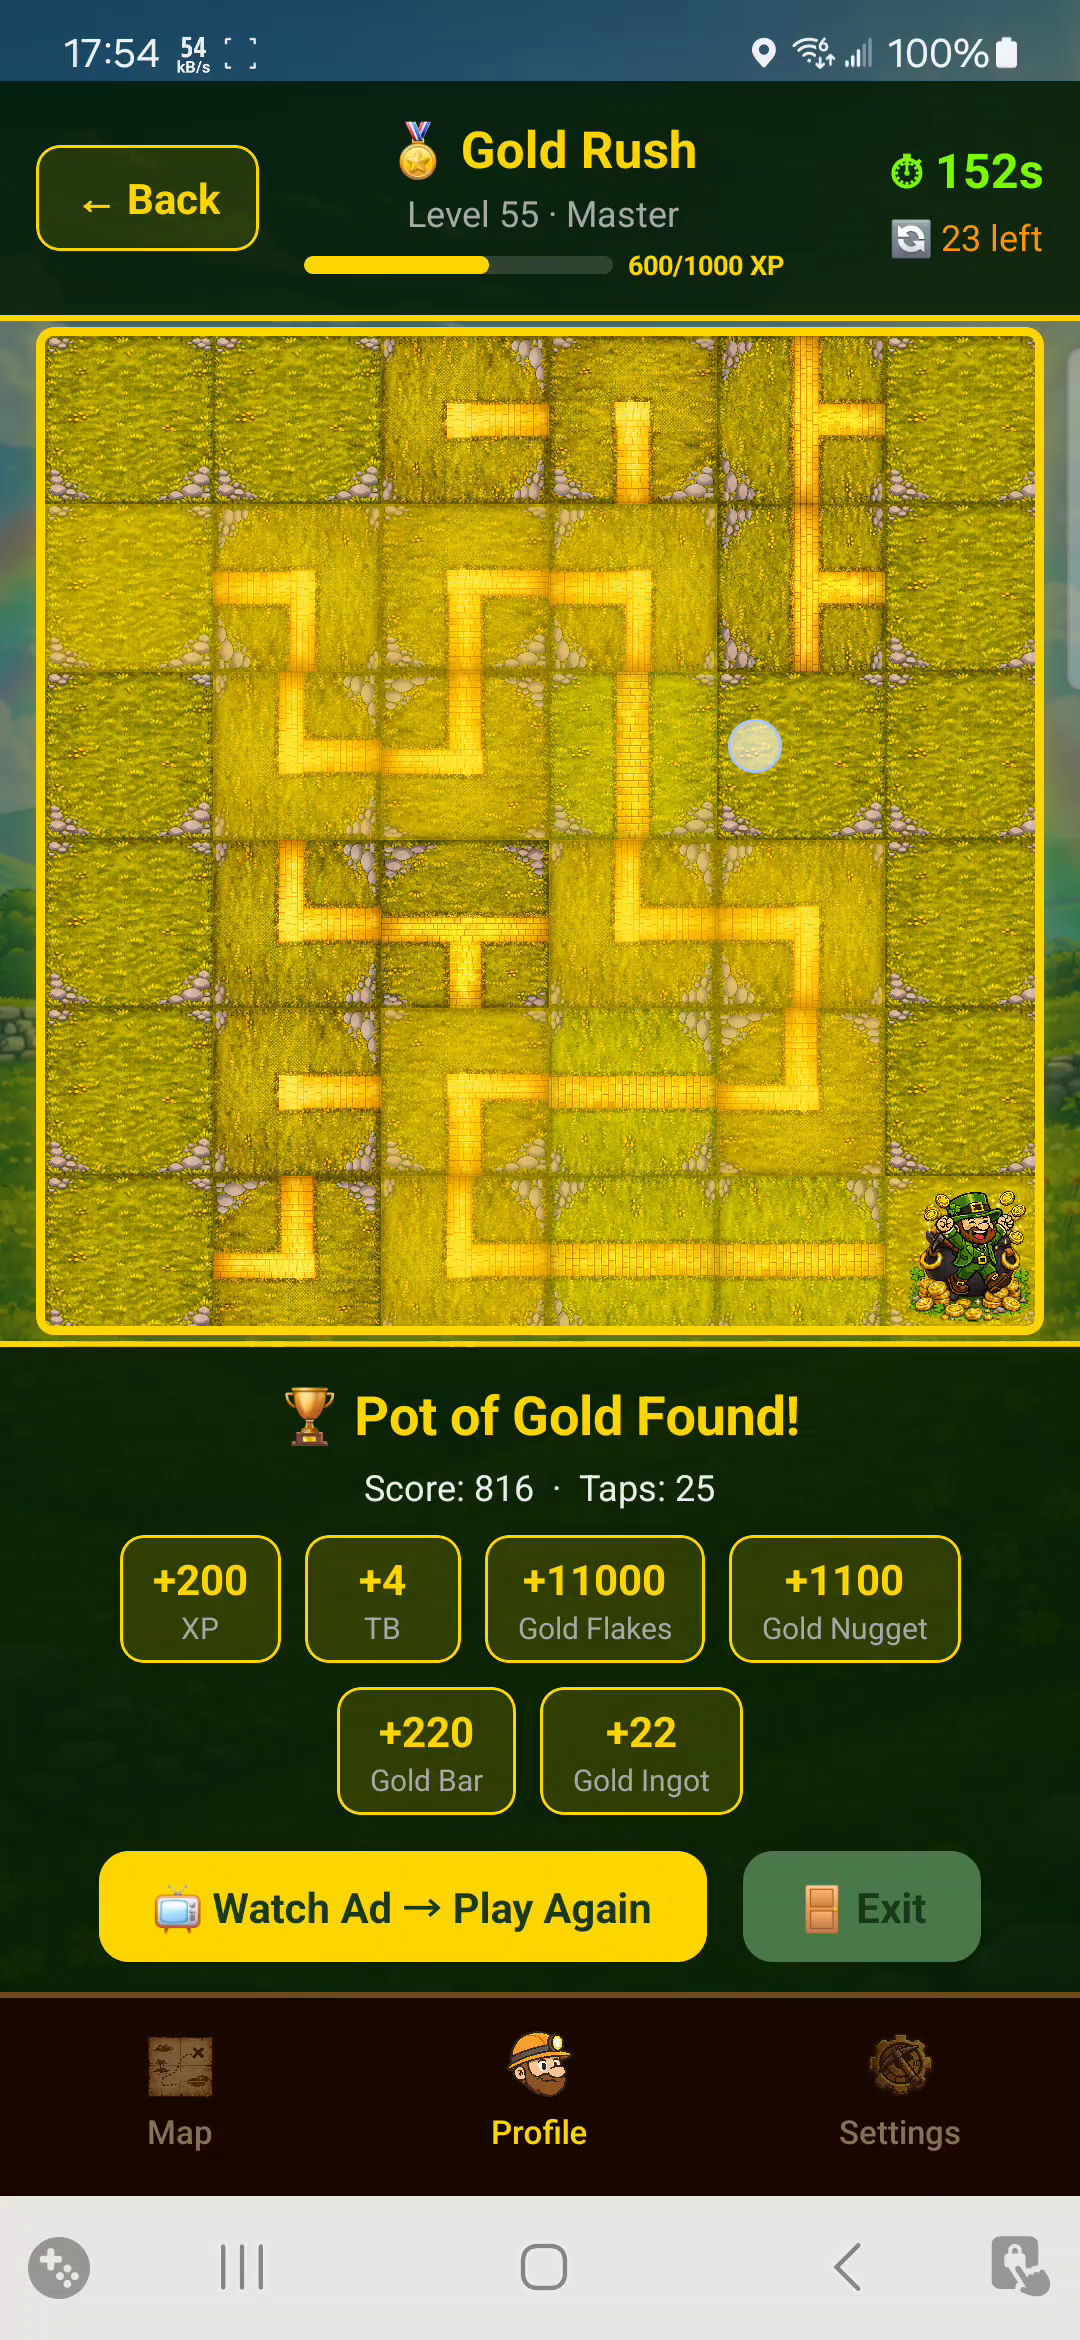 17:54 54 kB/s 100%
← Back
Gold Rush
Level 55 · Master
600/1000 XP
152s
23 left
Pot of Gold Found!
Score: 816 · Taps: 25
+200 XP
+4 TB
+11000 Gold Flakes
+1100 Gold Nugget
+220 Gold Bar
+22 Gold Ingot
Watch Ad → Play Again
Exit
Map
Profile
Settings